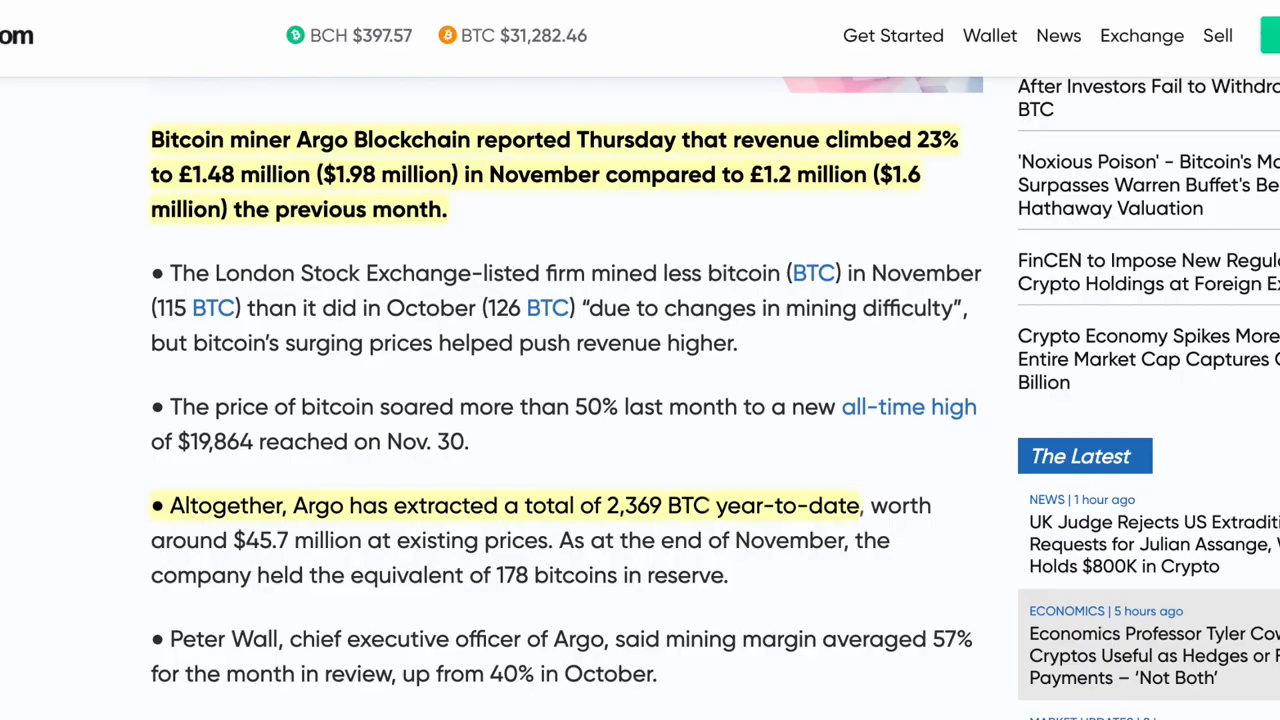 om
BCH $397.57 BTC $31,282.46
Get Started Wallet News Exchange Sell
Bitcoin miner Argo Blockchain reported Thursday that revenue climbed 23%
to £1.48 million ($1.98 million) in November compared to £1.2 million ($1.6
million) the previous month.
● The London Stock Exchange-listed firm mined less bitcoin (BTC) in November
(115 BTC) than it did in October (126 BTC) “due to changes in mining difficulty”,
but bitcoin’s surging prices helped push revenue higher.
● The price of bitcoin soared more than 50% last month to a new all-time high
of $19,864 reached on Nov. 30.
● Altogether, Argo has extracted a total of 2,369 BTC year-to-date, worth
around $45.7 million at existing prices. As at the end of November, the
company held the equivalent of 178 bitcoins in reserve.
● Peter Wall, chief executive officer of Argo, said mining margin averaged 57%
for the month in review, up from 40% in October.
After Investors Fail to Withdr
BTC
'Noxious Poison' - Bitcoin's M
Surpasses Warren Buffet's Be
Hathaway Valuation
FinCEN to Impose New Regul
Crypto Holdings at Foreign E
Crypto Economy Spikes More
Entire Market Cap Captures
Billion
The Latest
NEWS | 1 hour ago
UK Judge Rejects US Extradit
Requests for Julian Assange,
Holds $800K in Crypto
ECONOMICS | 5 hours ago
Economics Professor Tyler Co
Cryptos Useful as Hedges or
Payments – ‘Not Both’